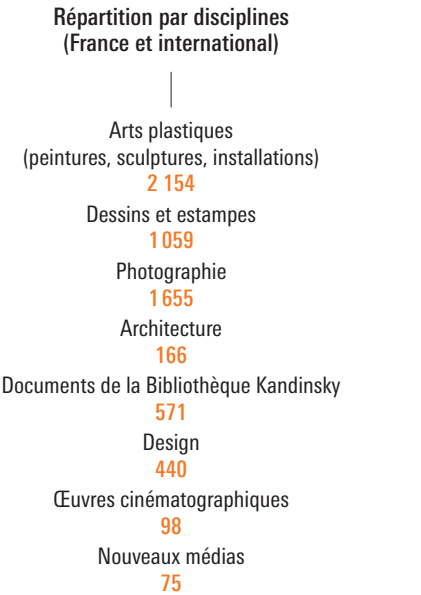 Répartition par disciplines
(France et international)
Arts plastiques
(peintures, sculptures, installations)
2 154
Dessins et estampes
1 059
Photographie
1 655
Architecture
166
Documents de la Bibliothèque Kandinsky
571
Design
440
Œuvres cinématographiques
98
Nouveaux médias
75